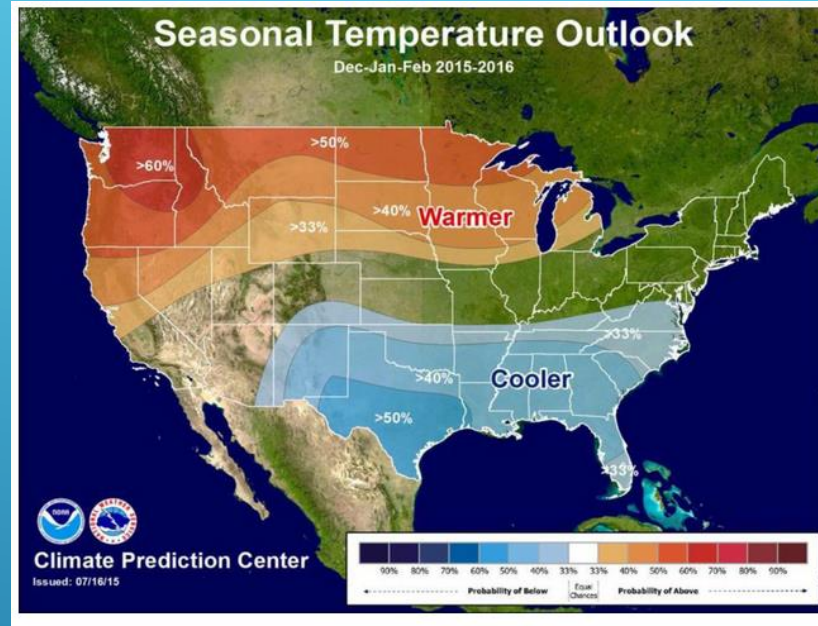 Seasonal Temperature Outlook
Dec-Jan-Feb 2015-2016
>50%
>60%
>40%
Warmer
>33%
>33%
>40%
Cooler
>50%
>33%
NOAA
Climate Prediction Center
Issued: 07/16/15
90% 80% 70% 60% 50% 40% 33% 33% 40% 50% 60% 70% 80% 90%
Probability of Below Equal Chances Probability of Above